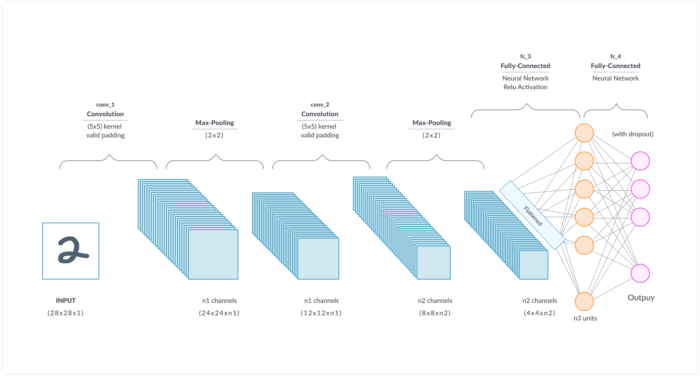 fc_3
Fully-Connected
Neural Network
Relu Activation
fc_4
Fully-Connected
Neural Network
conv_1
Convolution
(5x5) kernel
valid padding
Max-Pooling
(2x2)
conv_2
Convolution
(5x5) kernel
valid padding
Max-Pooling
(2x2)
(with dropout)
2
Flattened
INPUT
(28x28x1)
n1 channels
(24x24xn1)
n1 channels
(12x12xn1)
n2 channels
(8x8xn2)
n2 channels
(4x4xn2)
n3 units
Outpuy